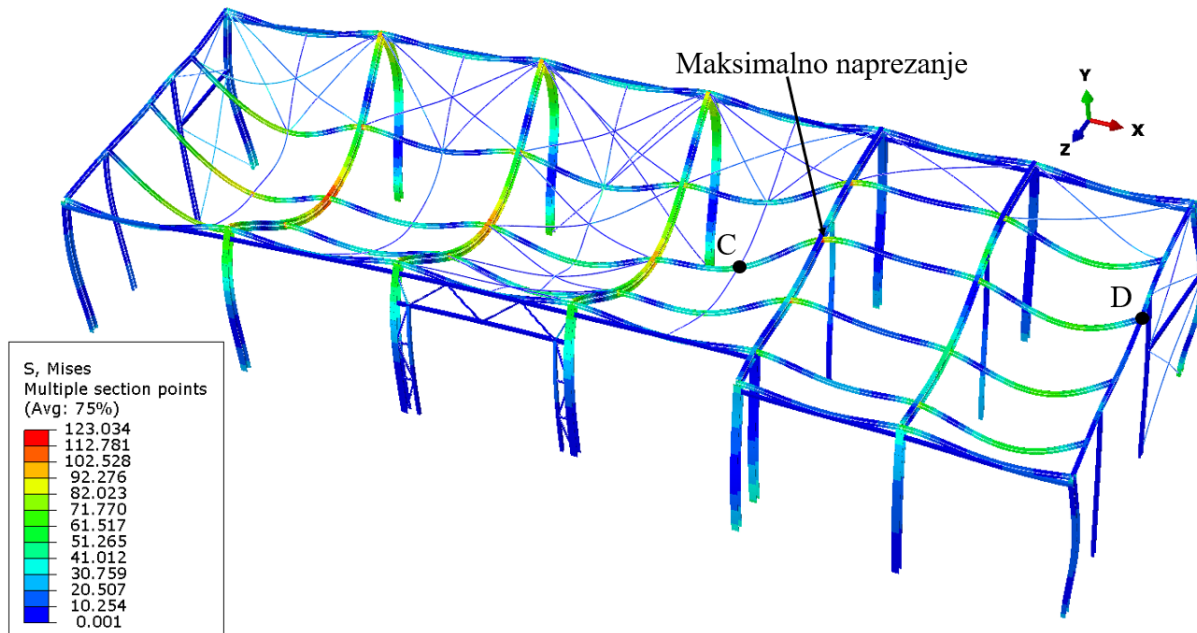 Maksimalno naprezanje
Y
X
Z
C
D
S, Mises
Multiple section points
(Avg: 75%)
123.034
112.781
102.528
92.276
82.023
71.770
61.517
51.265
41.012
30.759
20.507
10.254
0.001